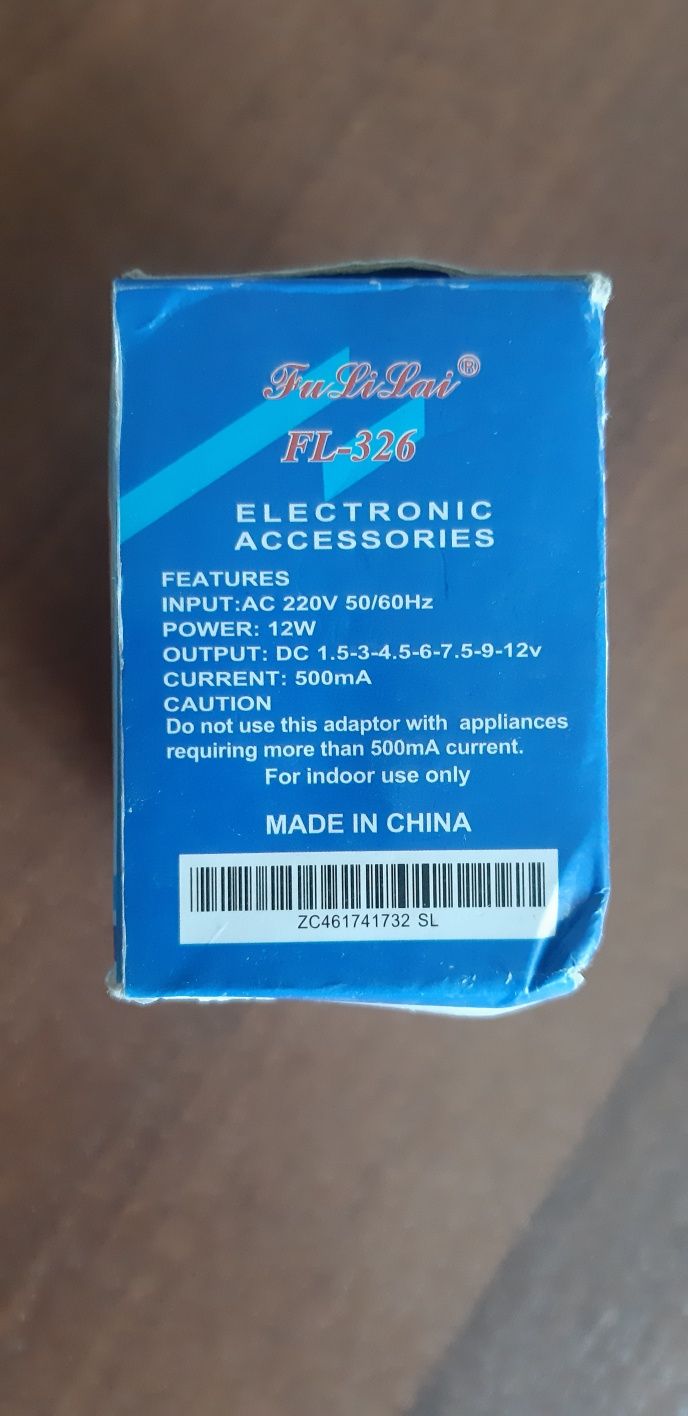 FuLiLai®
FL-326
ELECTRONIC
ACCESSORIES
FEATURES
INPUT:AC 220V 50/60Hz
POWER: 12W
OUTPUT: DC 1.5-3-4.5-6-7.5-9-12v
CURRENT: 500mA
CAUTION
Do not use this adaptor with appliances
requiring more than 500mA current.
For indoor use only
MADE IN CHINA
ZC461741732 SL